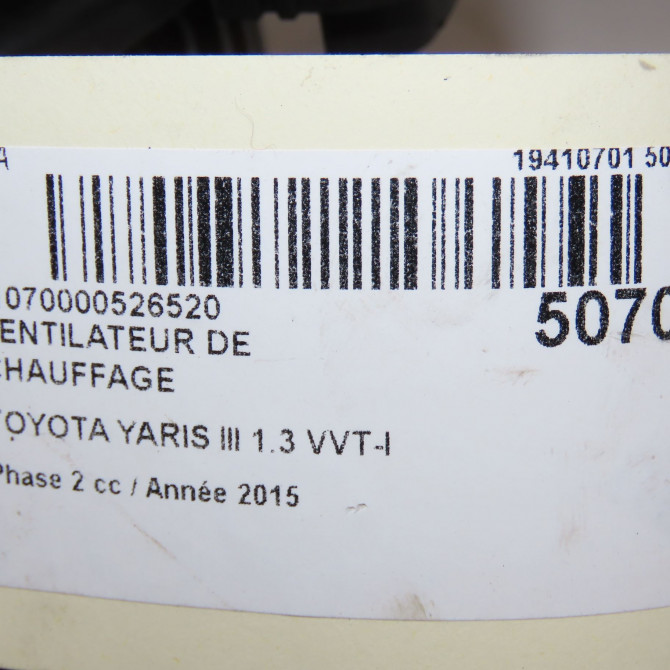 A 19410701 50
070000526520 5070
ENTILATEUR DE
CHAUFFAGE
TOYOTA YARIS III 1.3 VVT-I
Phase 2 cc / Année 2015